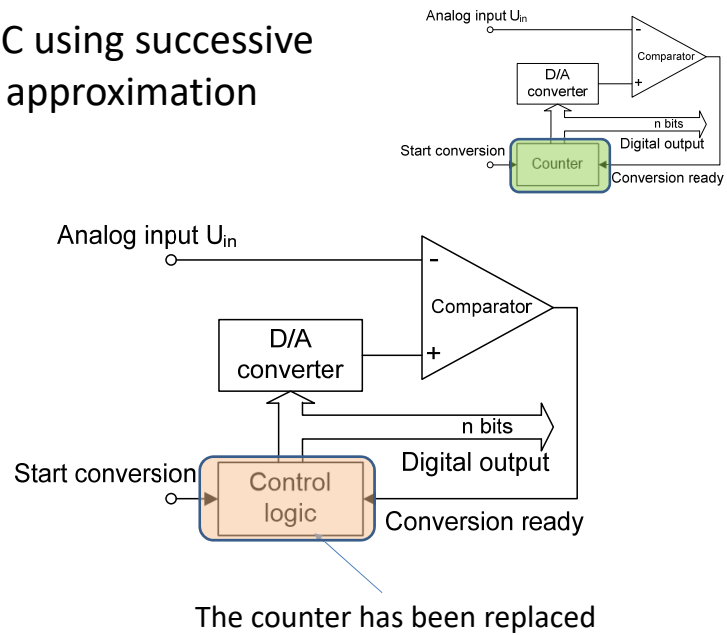 C using successive
approximation
Analog input Uin
-
Comparator
D/A
converter
+
n bits
Digital output
Start conversion
Counter
Conversion ready
Analog input Uin
-
Comparator
D/A
converter
+
n bits
Digital output
Start conversion
Control
logic
Conversion ready
The counter has been replaced